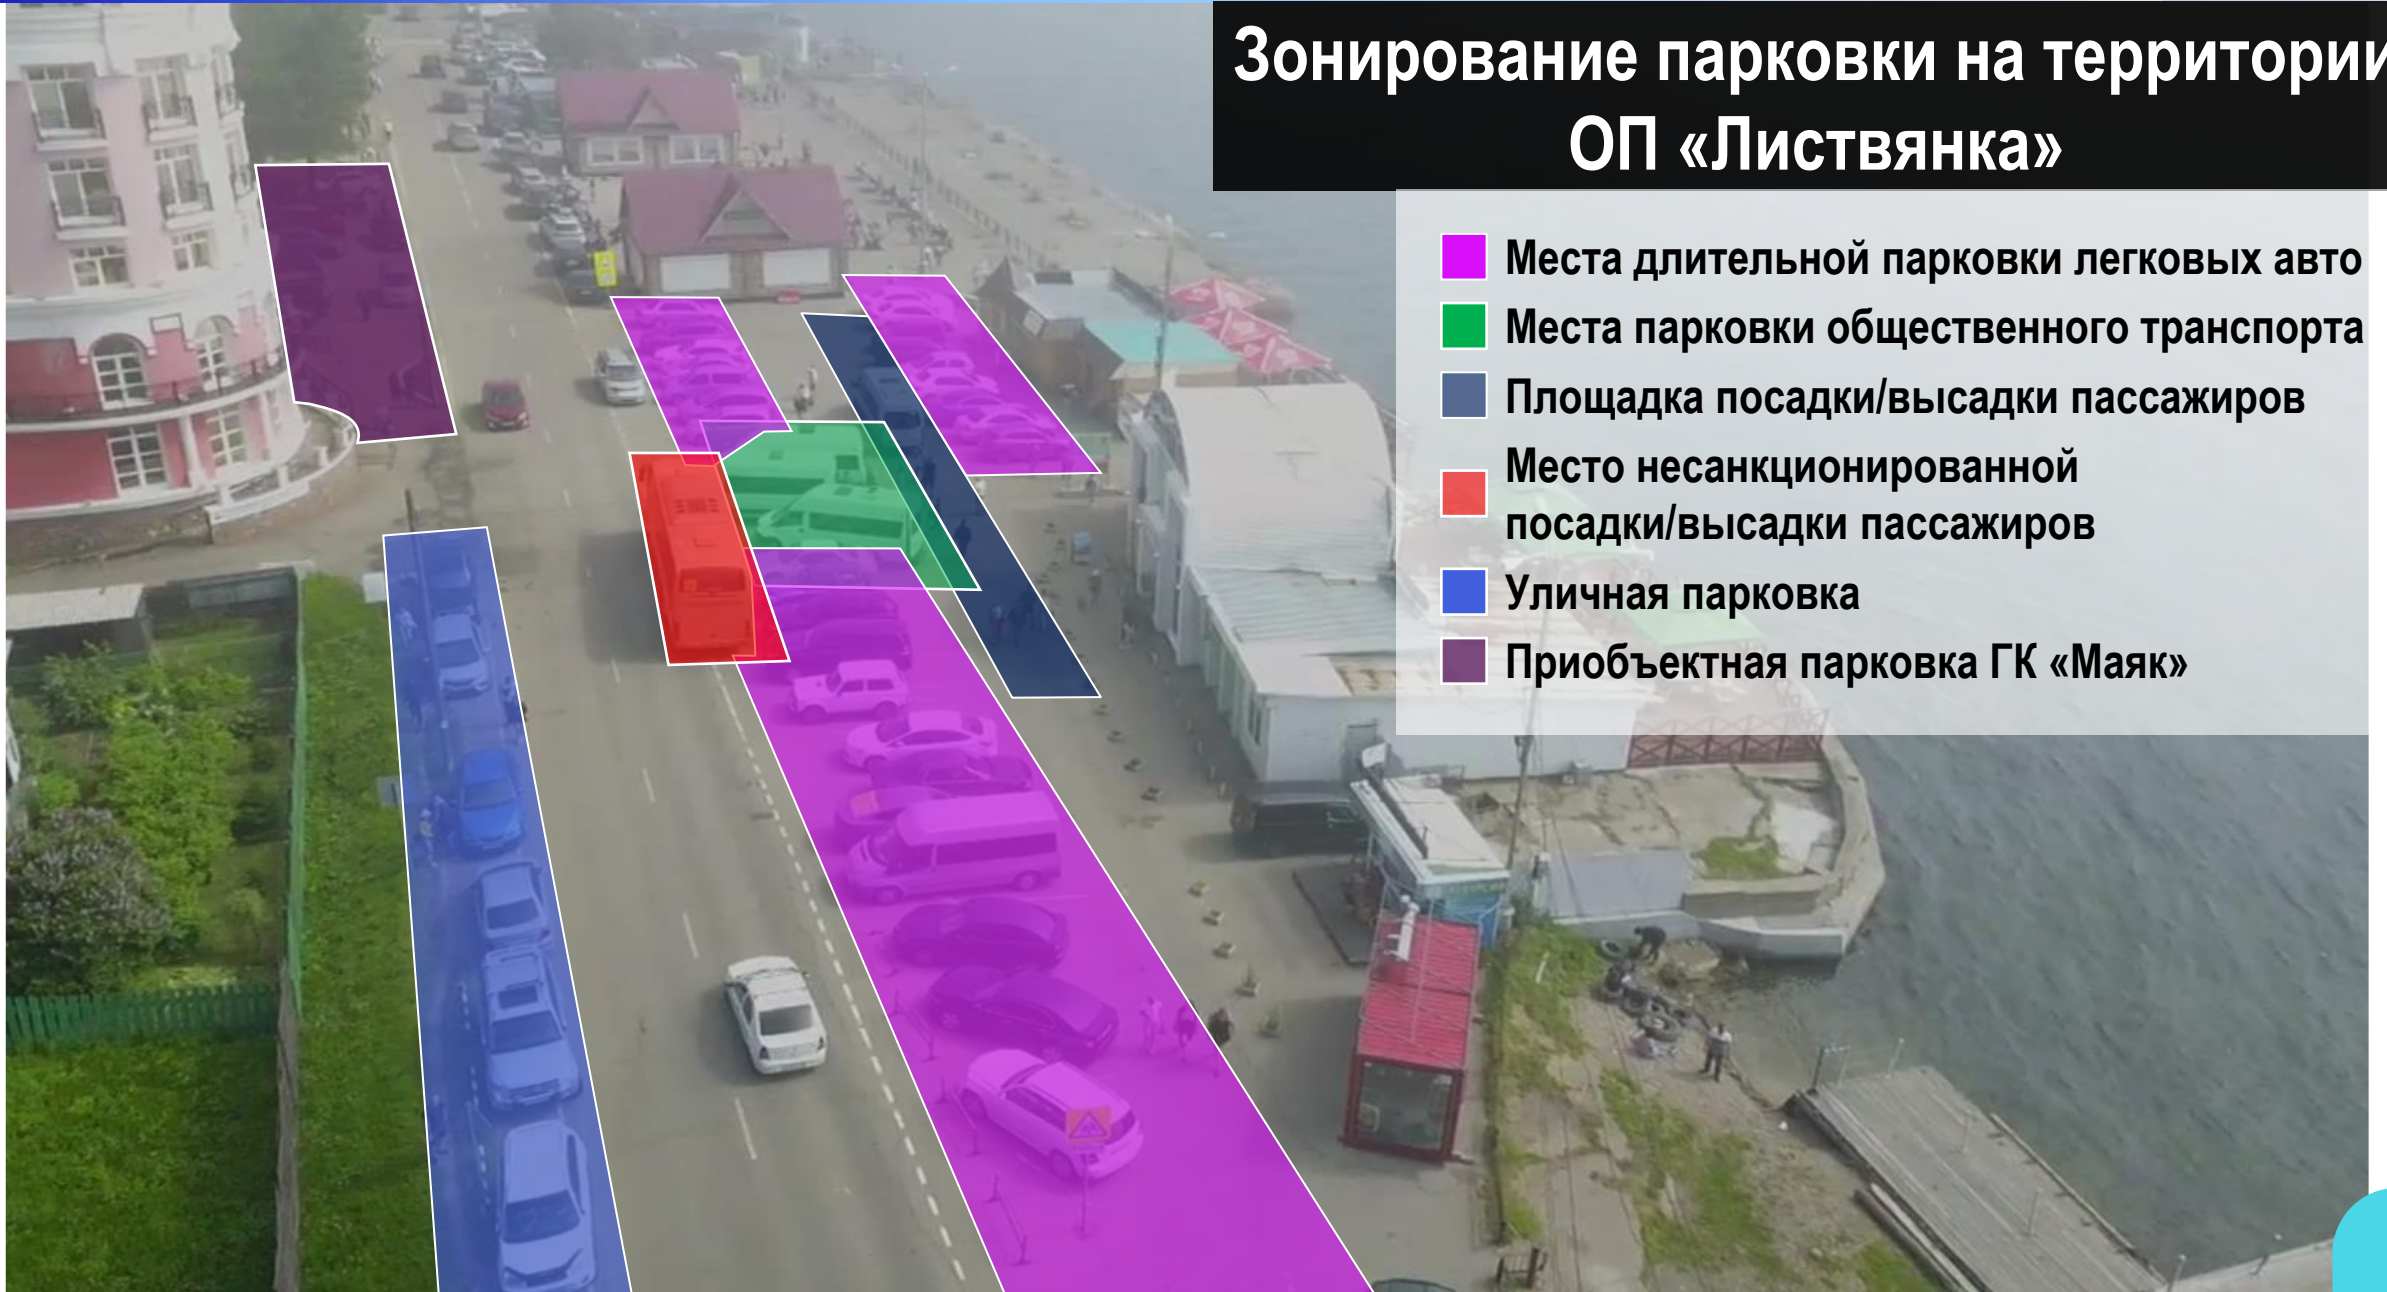 Зонирование парковки на территории
ОП «Листвянка»
Места длительной парковки легковых авто
Места парковки общественного транспорта
Площадка посадки/высадки пассажиров
Место несанкционированной
посадки/высадки пассажиров
Уличная парковка
Приобъектная парковка ГК «Маяк»